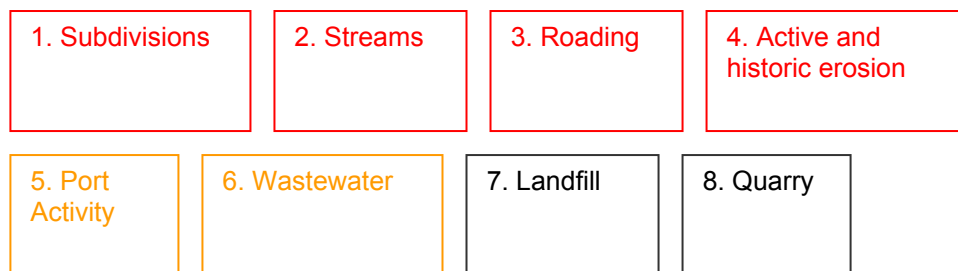 1. Subdivisions
2. Streams
3. Roading
4. Active and
historic erosion
5. Port
Activity
6. Wastewater
7. Landfill
8. Quarry